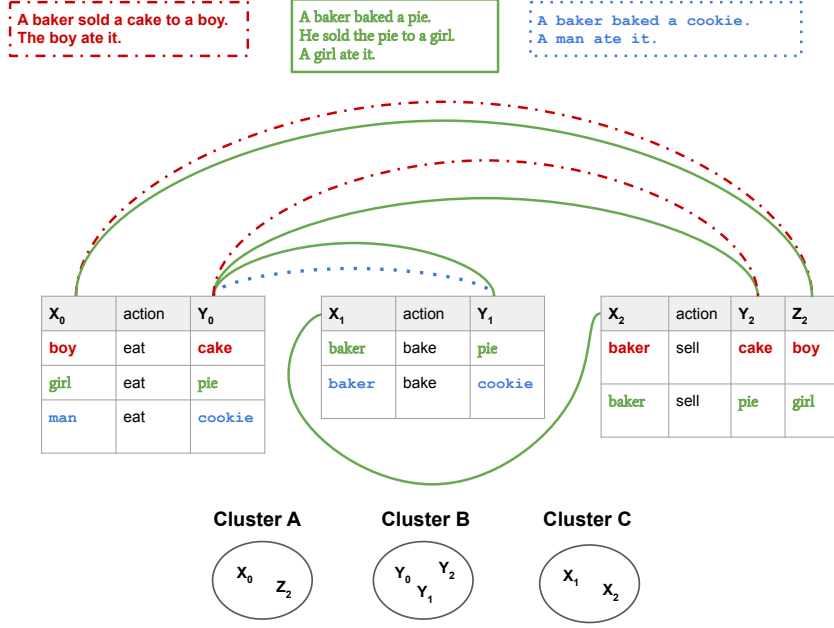 A baker sold a cake to a boy.
The boy ate it.
A baker baked a pie.
He sold the pie to a girl.
A girl ate it.
A baker baked a cookie.
A man ate it.
X₀ action Y₀
boy eat cake
girl eat pie
man eat cookie
X₁ action Y₁
baker bake pie
baker bake cookie
X₂ action Y₂ Z₂
baker sell cake boy
baker sell pie girl
Cluster A
X₀
Z₂
Cluster B
Y₀ Y₂
Y₁
Cluster C
X₁
X₂